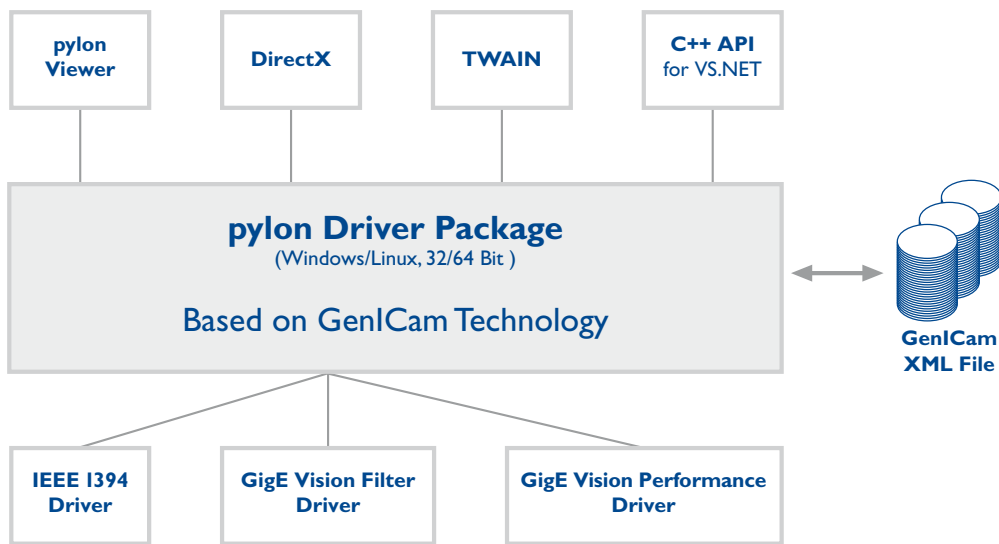 pylon
Viewer
DirectX
TWAIN
C++ API
for VS.NET
pylon Driver Package
(Windows/Linux, 32/64 Bit )
Based on GenICam Technology
GenICam
XML File
IEEE 1394
Driver
GigE Vision Filter
Driver
GigE Vision Performance
Driver